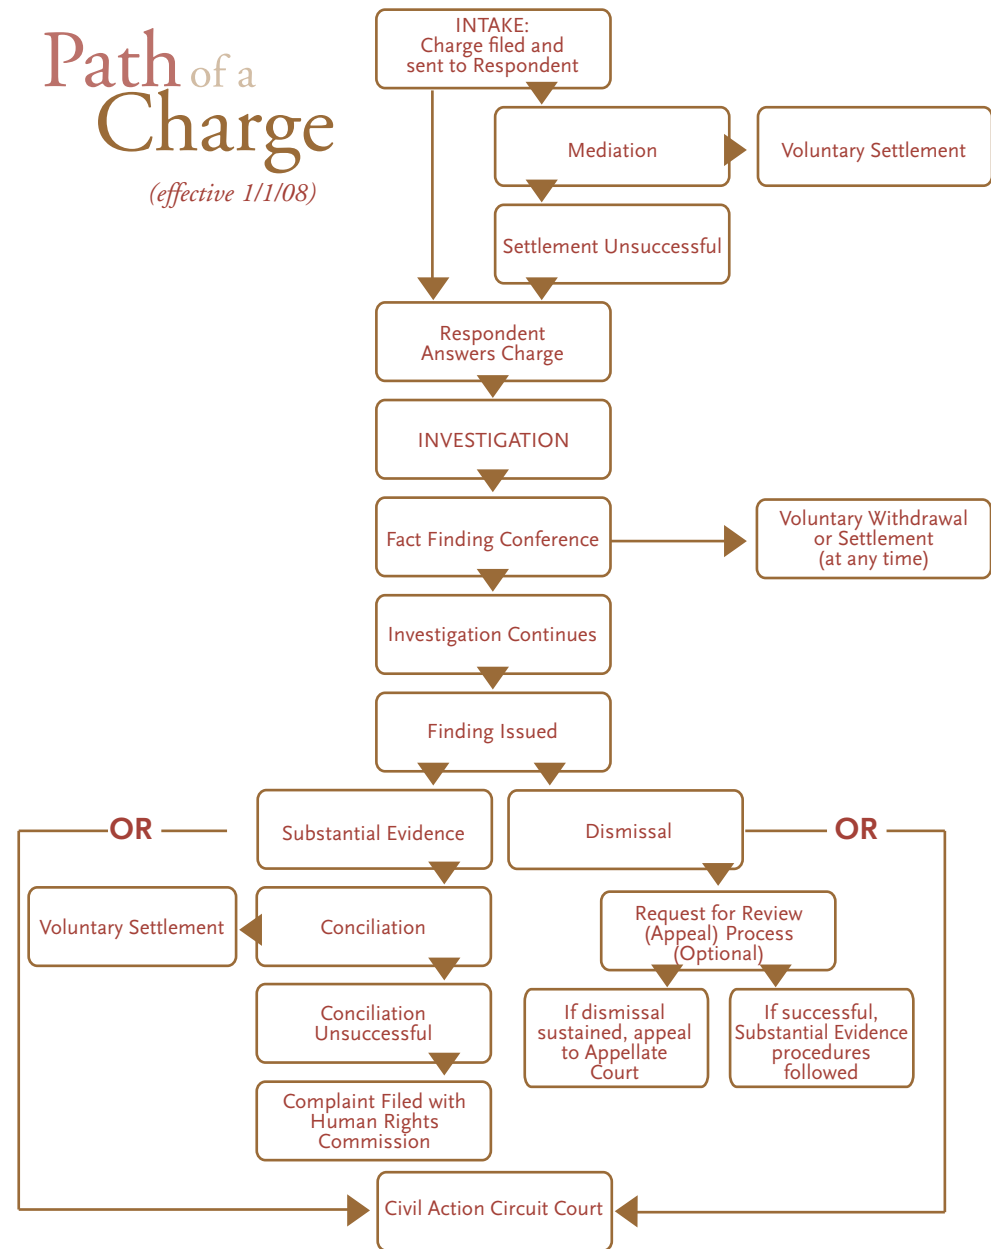 Path of a
Charge
(effective 1/1/08)
INTAKE:
Charge filed and
sent to Respondent
Mediation
Voluntary Settlement
Settlement Unsuccessful
Respondent
Answers Charge
INVESTIGATION
Fact Finding Conference
Voluntary Withdrawal
or Settlement
(at any time)
Investigation Continues
Finding Issued
OR
Substantial Evidence
Dismissal
OR
Voluntary Settlement
Conciliation
Request for Review
(Appeal) Process
(Optional)
Conciliation
Unsuccessful
If dismissal
sustained, appeal
to Appellate
Court
If successful,
Substantial Evidence
procedures
followed
Complaint Filed with
Human Rights
Commission
Civil Action Circuit Court